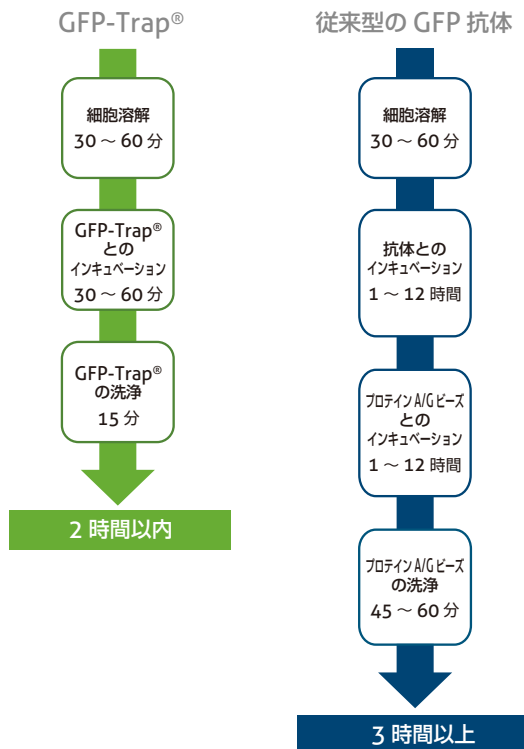 GFP-Trap®
細胞溶解
30 ~ 60 分
GFP-Trap®
との
インキュベーション
30 ~ 60 分
GFP-Trap®
の洗浄
15 分
2 時間以内
従来型の GFP 抗体
細胞溶解
30 ~ 60 分
抗体との
インキュベーション
1 ~ 12 時間
プロテイン A/G ビーズ
との
インキュベーション
1 ~ 12 時間
プロテイン A/G ビーズ
の洗浄
45 ~ 60 分
3 時間以上